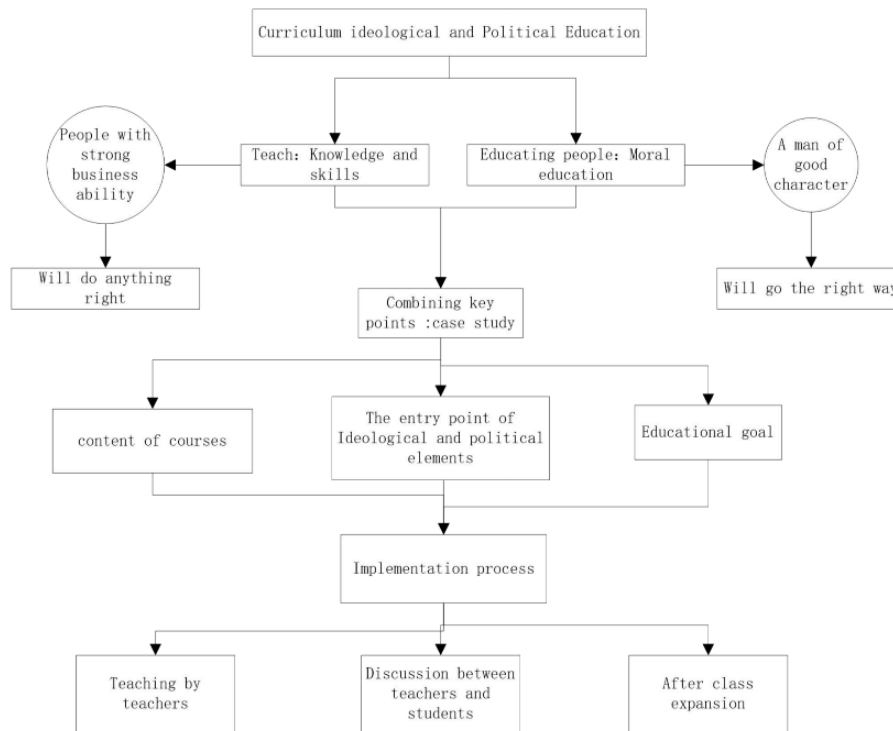 Curriculum ideological and Political Education
People with
strong
business
ability
Teach: Knowledge and
skills
Educating people: Moral
education
A man of
good
character
Will do anything
right
Combining key
points :case study
Will go the right way
content of courses
The entry point of
Ideological and political
elements
Educational goal
Implementation process
Teaching by
teachers
Discussion between
teachers and
students
After class
expansion